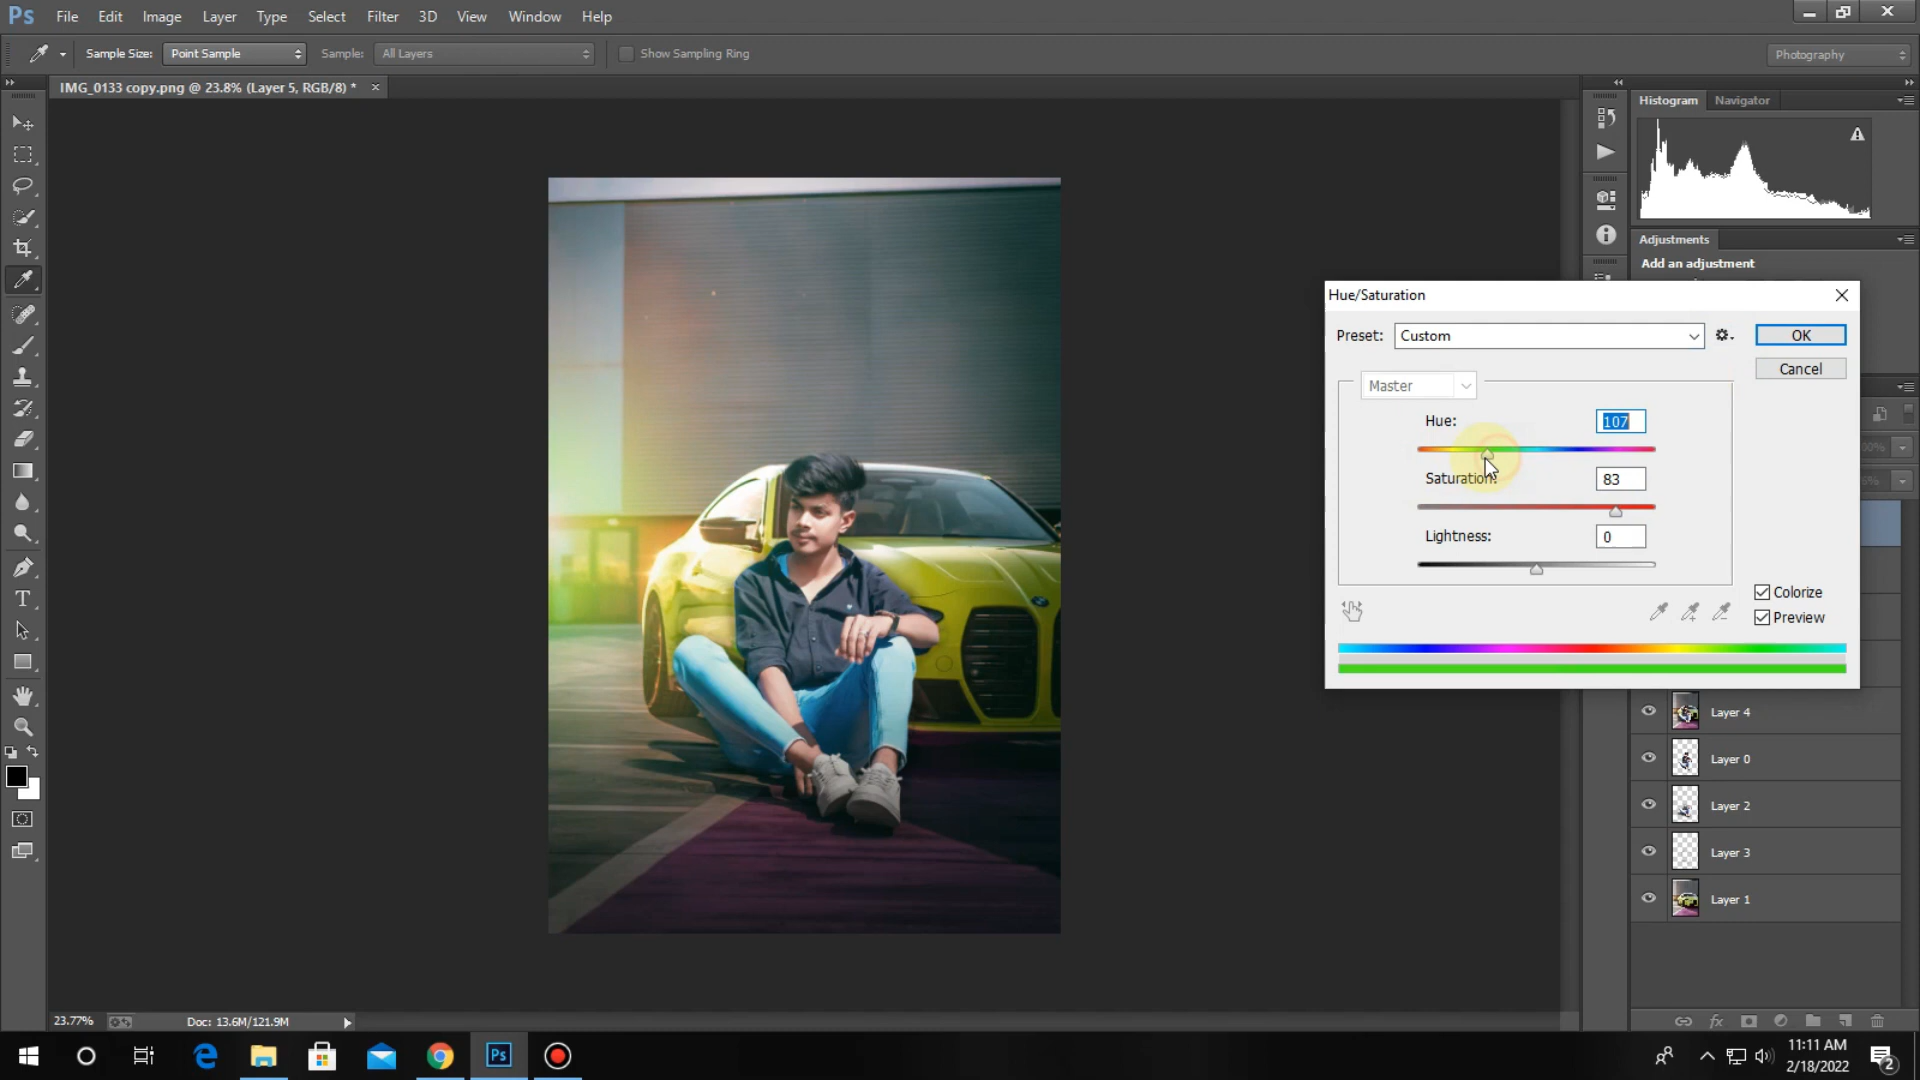 Ps File Edit Image Layer Type Select Filter 3D View Window Help
Sample Size: Point Sample Sample: All Layers Show Sampling Ring Photography
IMG_0133 copy.png @ 23.8% (Layer 5, RGB/8) *
Histogram Navigator
Adjustments
Add an adjustment
Hue/Saturation
Preset: Custom OK
Cancel
Master
Hue: 107
Saturation: 83
Lightness: 0
Colorize
Preview
Layer 4
Layer 0
Layer 2
Layer 3
Layer 1
T
fx
23.77% Doc: 13.6M/121.9M
Ps
11:11 AM
2/18/2022
2